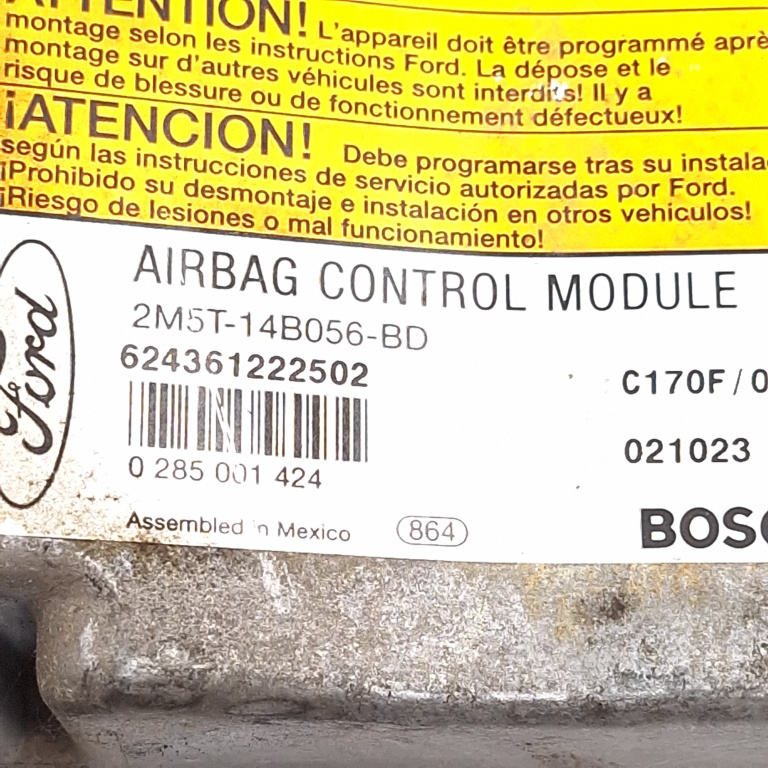 ATTENTION! L'appareil doit être programmé aprè
montage selon les instructions Ford. La dépose et le
montage sur d'autres véhicules sont interdits! Il y a
risque de blessure ou de fonctionnement défectueux!
¡ATENCION! Debe programarse tras su instala
según las instrucciones de servicio autorizadas por Ford.
¡Prohibido su desmontaje e instalación en otros vehiculos!
¡Riesgo de lesiones o mal funcionamiento!
Ford
AIRBAG CONTROL MODULE
2M5T-14B056-BD
624361222502
C170F/0
021023
0 285 001 424
Assembled in Mexico
864
BOSC